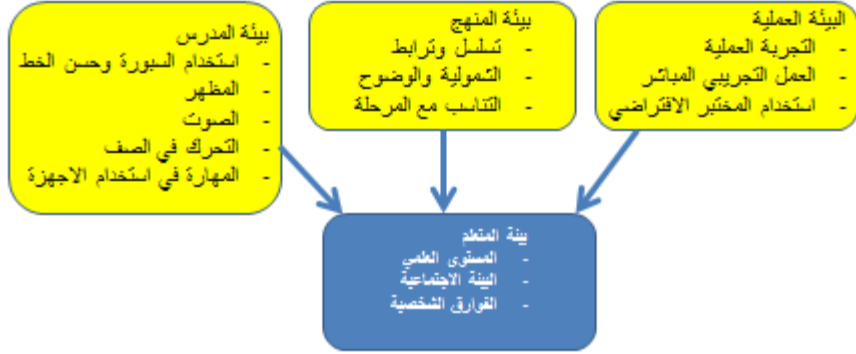 البيئة العملية
- التجربة العملية
- العمل التجريبي المباشر
- استخدام المختبر الافتراضي
بيئة المنهج
- تسلسل وترابط
- الشمولية والوضوح
- التناسب مع المرحلة
بيئة المدرس
- استخدام السبورة وحسن الخط
- المظهر
- الصوت
- التحرك في الصف
- المهارة في استخدام الاجهزة
بيئة المتعلم
- المستوى العلمي
- البيئة الاجتماعية
- الفوارق الشخصية